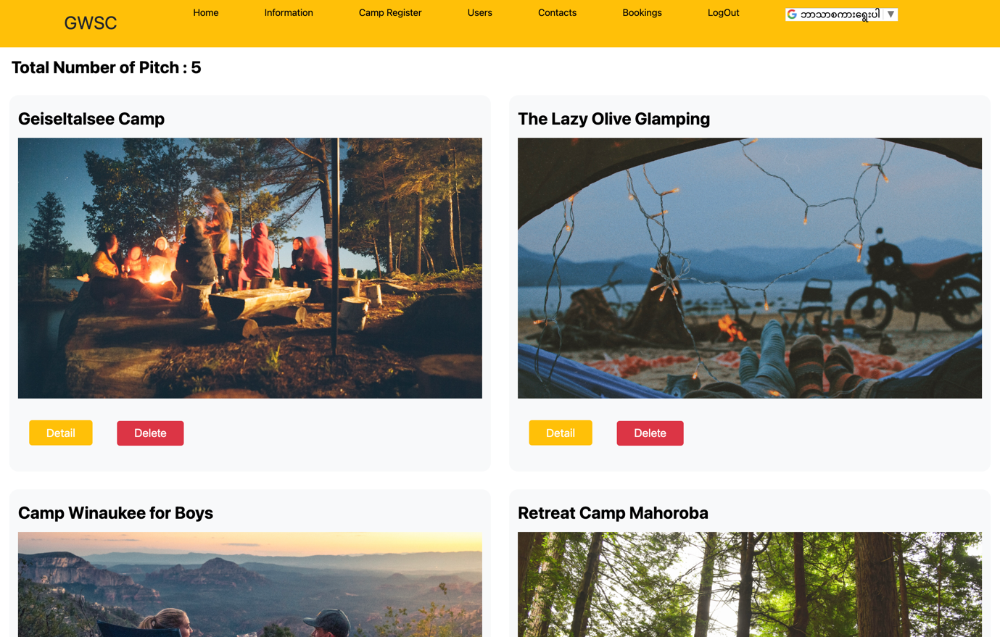 GWSC
Home
Information
Camp Register
Users
Contacts
Bookings
LogOut
ဘာသာစကားရွေးပါ ▼
Total Number of Pitch : 5
Geiseltalsee Camp
The Lazy Olive Glamping
Detail
Delete
Detail
Delete
Camp Winaukee for Boys
Retreat Camp Mahoroba